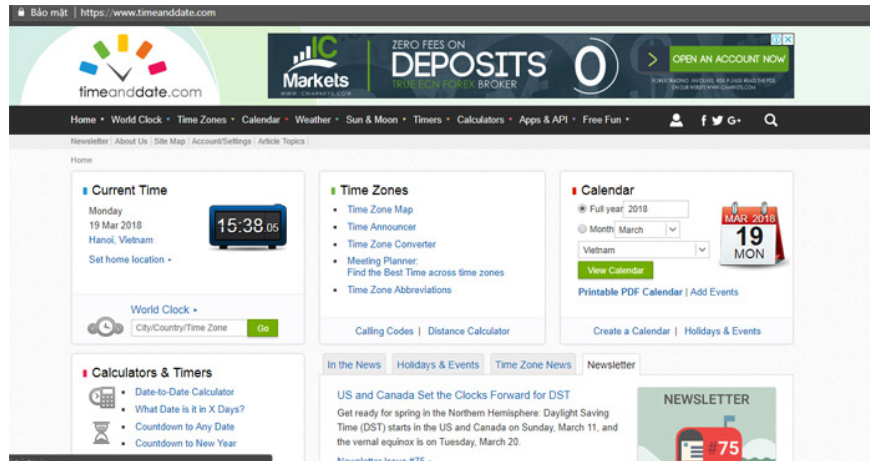 Bảo mật | https://www.timeanddate.com
timeanddate.com
IC Markets
WWW.ICMARKETS.COM
ZERO FEES ON
DEPOSITS
TRUE ECN FOREX BROKER
0
> OPEN AN ACCOUNT NOW
Home World Clock Time Zones Calendar Weather Sun & Moon Timers Calculators Apps & API Free Fun
f G+
Newsletter | About Us | Site Map | Account/Settings | Article Topics |
Home
Current Time
Monday
19 Mar 2018
Hanoi, Vietnam
Set home location
15:38.05
World Clock
City/Country/Time Zone Go
Time Zones
Time Zone Map
Time Announcer
Time Zone Converter
Meeting Planner:
Find the Best Time across time zones
Time Zone Abbreviations
Calling Codes | Distance Calculator
Calendar
Full year 2018
Month March
Vietnam
View Calendar
MAR 2018
19
MON
Printable PDF Calendar | Add Events
Create a Calendar | Holidays & Events
Calculators & Timers
Date-to-Date Calculator
What Date is it in X Days?
Countdown to Any Date
Countdown to New Year
In the News Holidays & Events Time Zone News Newsletter
US and Canada Set the Clocks Forward for DST
Get ready for spring in the Northern Hemisphere: Daylight Saving
Time (DST) starts in the US and Canada on Sunday, March 11, and
the vernal equinox is on Tuesday, March 20.
Newsletter Issue #75
NEWSLETTER
#75